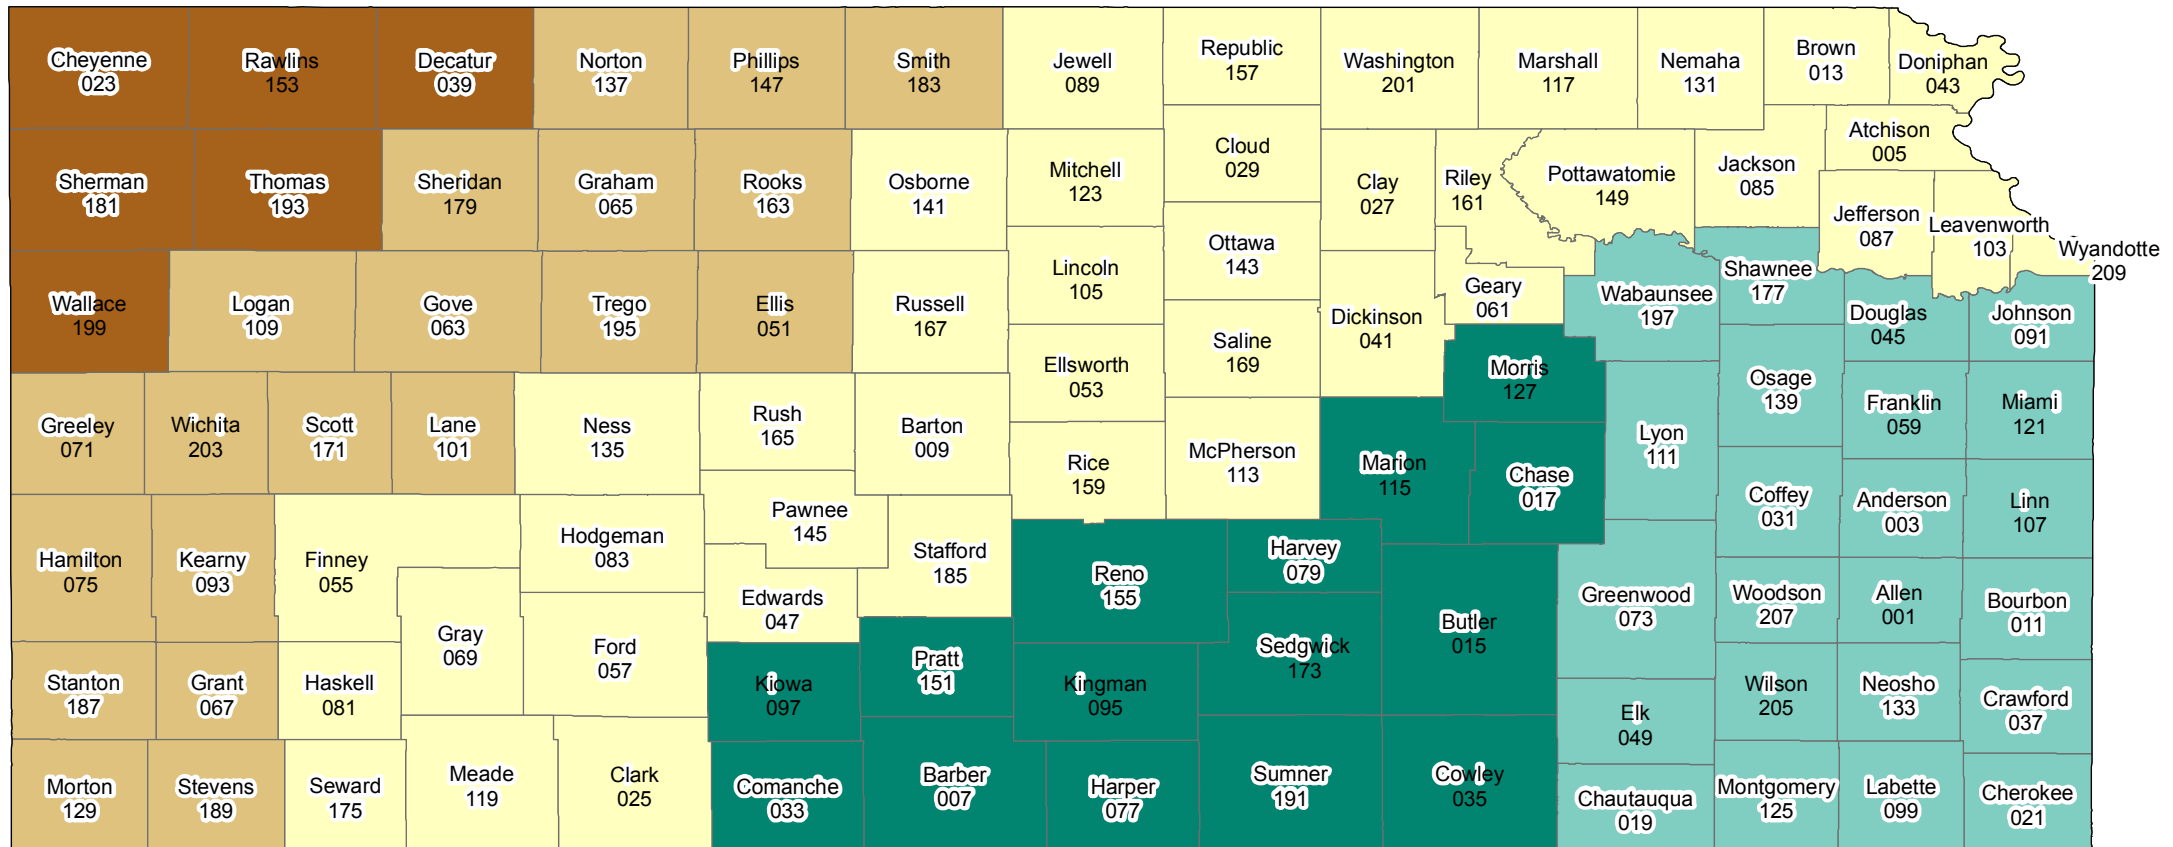 Cheyenne
023
Rawlins
153
Decatur
039
Norton
137
Phillips
147
Smith
183
Jewell
089
Republic
157
Washington
201
Marshall
117
Nemaha
131
Brown
013
Doniphan
043
Sherman
181
Thomas
193
Sheridan
179
Graham
065
Rooks
163
Osborne
141
Mitchell
123
Cloud
029
Clay
027
Riley
161
Pottawatomie
149
Jackson
085
Atchison
005
Jefferson
087
Leavenworth
103
Wyandotte
209
Wallace
199
Logan
109
Gove
063
Trego
195
Ellis
051
Russell
167
Lincoln
105
Ottawa
143
Dickinson
041
Geary
061
Wabaunsee
197
Shawnee
177
Douglas
045
Johnson
091
Ellsworth
053
Saline
169
Morris
127
Osage
139
Franklin
059
Miami
121
Greeley
071
Wichita
203
Scott
171
Lane
101
Ness
135
Rush
165
Barton
009
Rice
159
McPherson
113
Marion
115
Chase
017
Lyon
111
Coffey
031
Anderson
003
Linn
107
Hamilton
075
Kearny
093
Finney
055
Hodgeman
083
Pawnee
145
Stafford
185
Reno
155
Harvey
079
Edwards
047
Gray
069
Ford
057
Sedgwick
173
Butler
015
Greenwood
073
Woodson
207
Allen
001
Bourbon
011
Stanton
187
Grant
067
Haskell
081
Kiowa
097
Pratt
151
Kingman
095
Elk
049
Wilson
205
Neosho
133
Crawford
037
Morton
129
Stevens
189
Seward
175
Meade
119
Clark
025
Comanche
033
Barber
007
Harper
077
Sumner
191
Cowley
035
Chautauqua
019
Montgomery
125
Labette
099
Cherokee
021